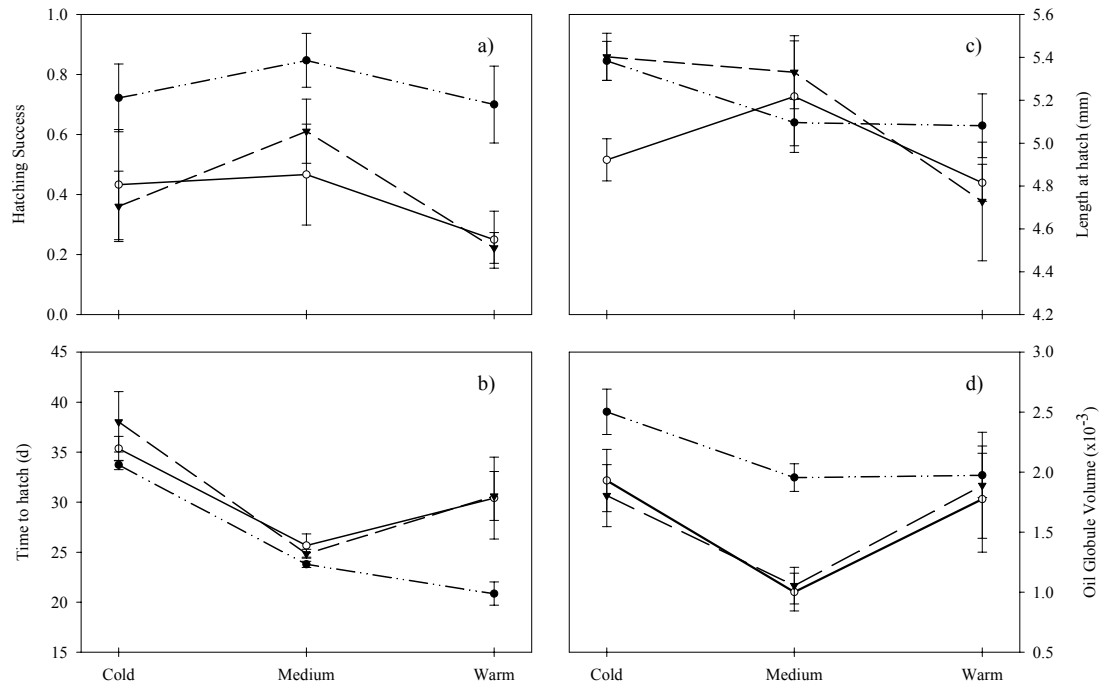 a)
Hatching Success
1.0
0.8
0.6
0.4
0.2
0.0
c)
Length at hatch (mm)
5.6
5.4
5.2
5.0
4.8
4.6
4.4
4.2
b)
Time to hatch (d)
45
40
35
30
25
20
15
Cold
Medium
Warm
d)
Oil Globule Volume (x10-3)
3.0
2.5
2.0
1.5
1.0
0.5
Cold
Medium
Warm